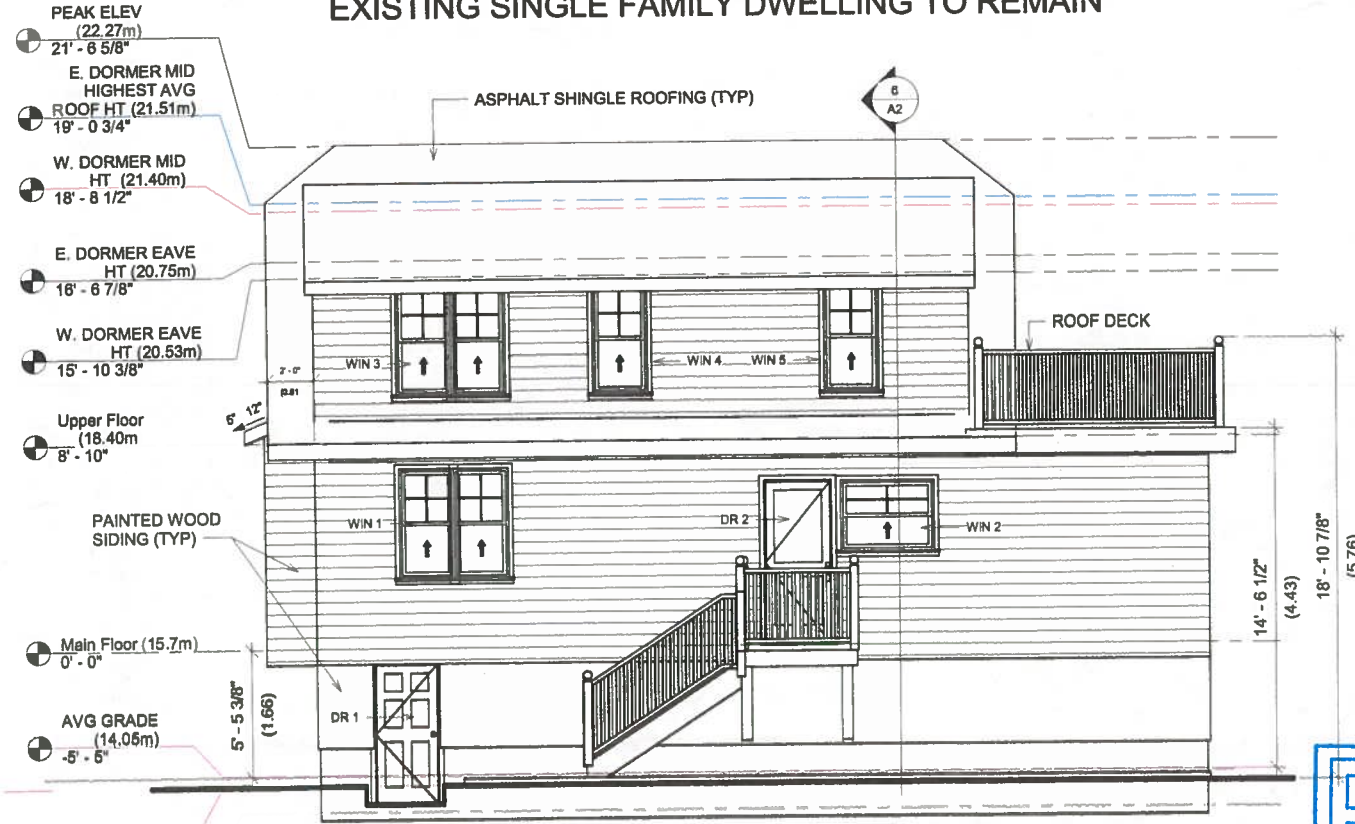 EXISTING SINGLE FAMILY DWELLING TO REMAIN
PEAK ELEV
(22.27m)
21' - 6 5/8"
E. DORMER MID
HIGHEST AVG
ROOF HT (21.51m)
19' - 0 3/4"
W. DORMER MID
HT (21.40m)
18' - 8 1/2"
E. DORMER EAVE
HT (20.75m)
16' - 6 7/8"
W. DORMER EAVE
HT (20.53m)
15' - 10 3/8"
Upper Floor
(18.40m
8' - 10"
PAINTED WOOD
SIDING (TYP)
Main Floor (15.7m)
0' - 0"
AVG GRADE
(14.05m)
-5' - 5"
ASPHALT SHINGLE ROOFING (TYP)
6
A2
ROOF DECK
WIN 3
WIN 4
WIN 5
2' - 0"
6"
12"
WIN 1
DR 2
WIN 2
DR 1
5' - 5 3/8"
(1.66)
14' - 6 1/2"
(4.43)
18' - 10 7/8"
(5.76)